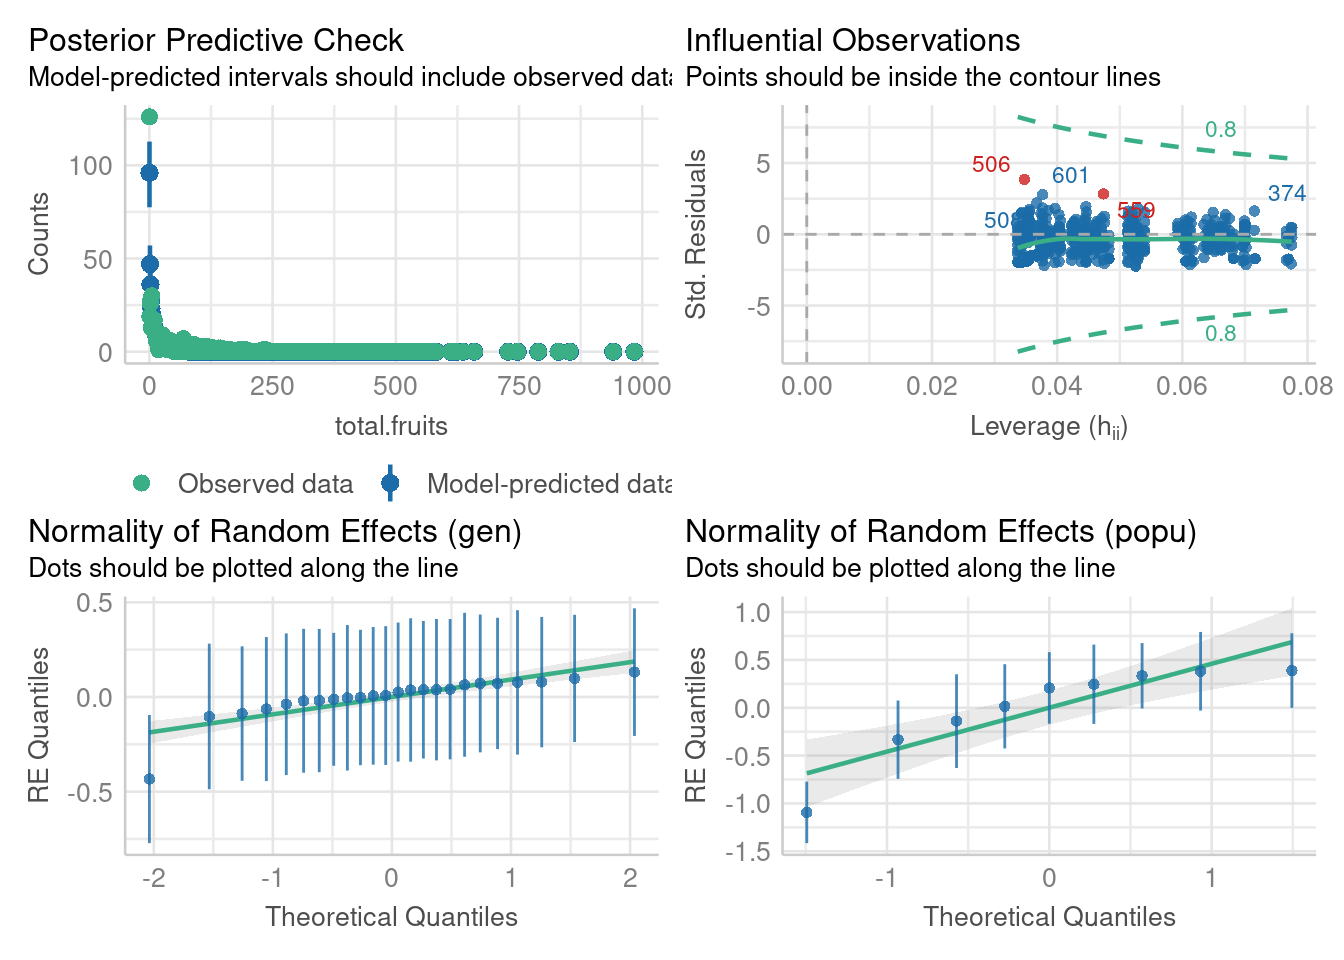 Posterior Predictive Check
Model-predicted intervals should include observed data
Counts
100
50
0
0 250 500 750 1000
total.fruits
Observed data Model-predicted data
Influential Observations
Points should be inside the contour lines
Std. Residuals
5
0
-5
0.8
506
601
374
559
50
0.8
0.00 0.02 0.04 0.06 0.08
Leverage (hii)
Normality of Random Effects (gen)
Dots should be plotted along the line
RE Quantiles
0.5
0.0
-0.5
-2 -1 0 1 2
Theoretical Quantiles
Normality of Random Effects (popu)
Dots should be plotted along the line
RE Quantiles
1.0
0.5
0.0
-0.5
-1.0
-1.5
-1 0 1
Theoretical Quantiles